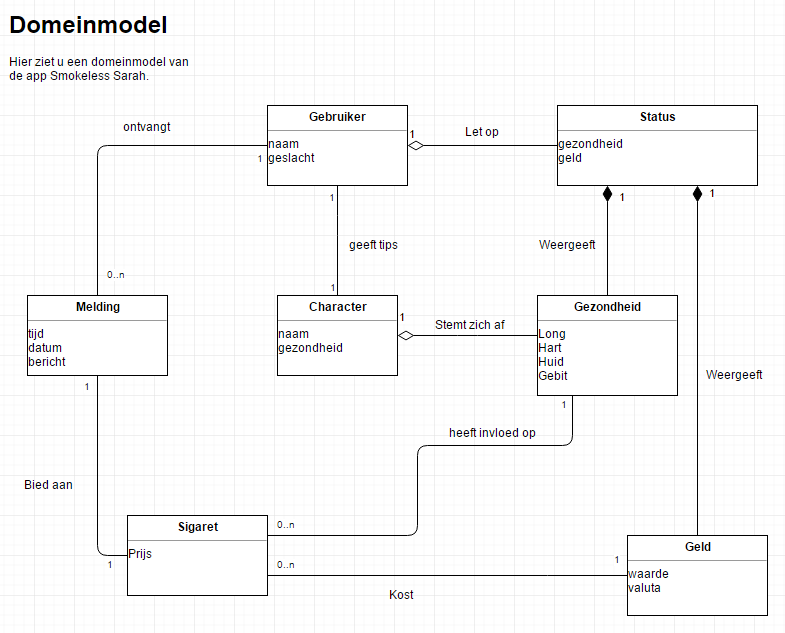 Domeinmodel
Hier ziet u een domeinmodel van
de app Smokeless Sarah.
ontvangt
Gebruiker
naam
geslacht
1
1
Let op
Status
gezondheid
geld
1
1
1
geeft tips
Weergeeft
0..n
1
Melding
tijd
datum
bericht
Character
naam
gezondheid
1
Stemt zich af
Gezondheid
Long
Hart
Huid
Gebit
Weergeeft
1
1
heeft invloed op
Bied aan
Sigaret
Prijs
1
0..n
0..n
Kost
1
Geld
waarde
valuta